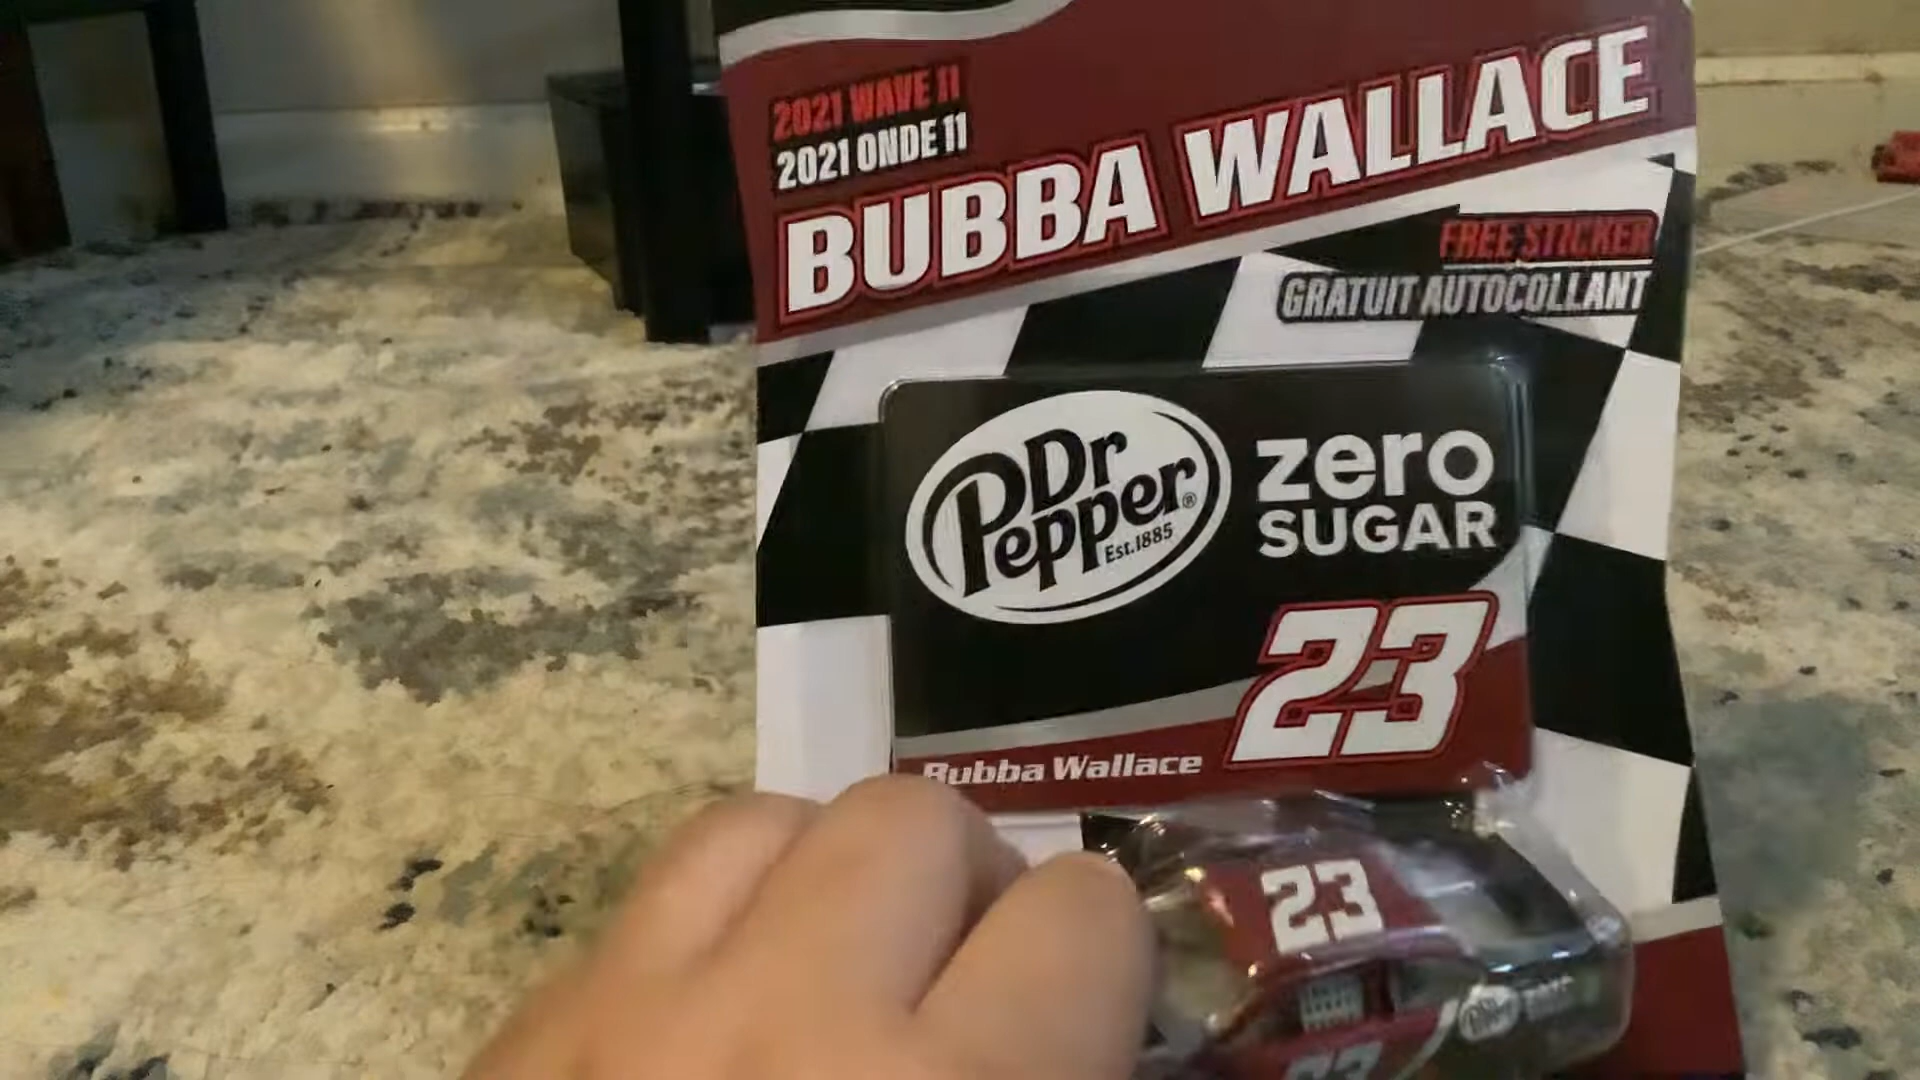 2021 WAVE 11
2021 ONDE 11
BUBBA WALLACE
FREE STICKER
GRATUIT AUTOCOLLANT
Dr
Pepper®
Est.1885
zero
SUGAR
23
Bubba Wallace
23
23